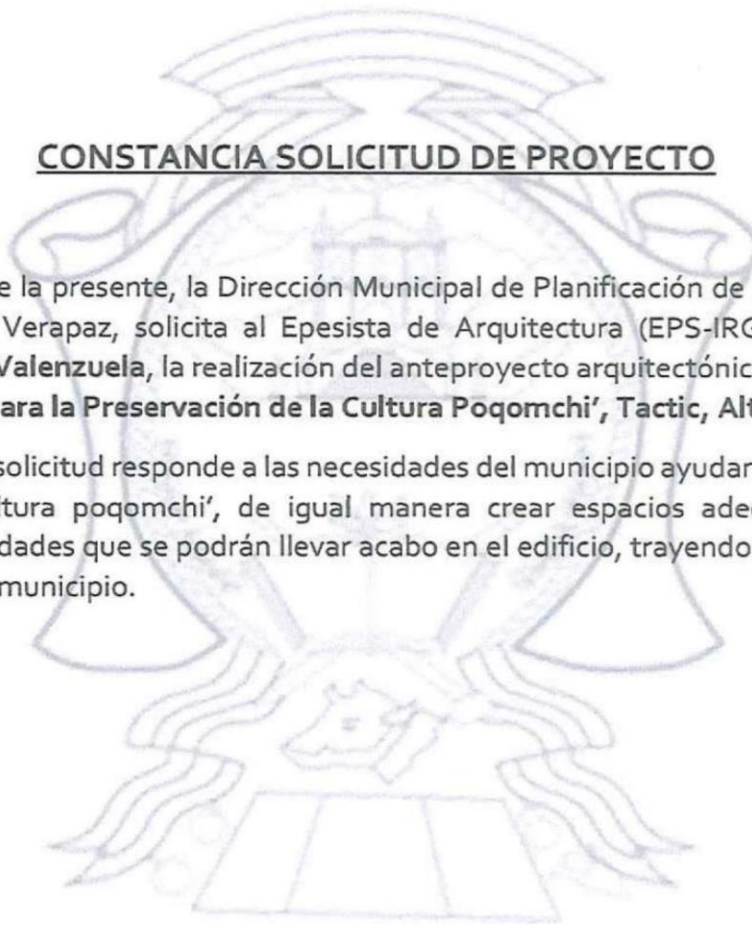 CONSTANCIA SOLICITUD DE PROYECTO
e la presente, la Dirección Municipal de Planificación de
Verapaz, solicita al Epesista de Arquitectura (EPS-IRG
Valenzuela, la realización del anteproyecto arquitectónic
ara la Preservación de la Cultura Poqomchi’, Tactic, Alt
solicitud responde a las necesidades del municipio ayudar
ltura poqomchi’, de igual manera crear espacios ade
dades que se podrán llevar acabo en el edificio, trayendo
municipio.